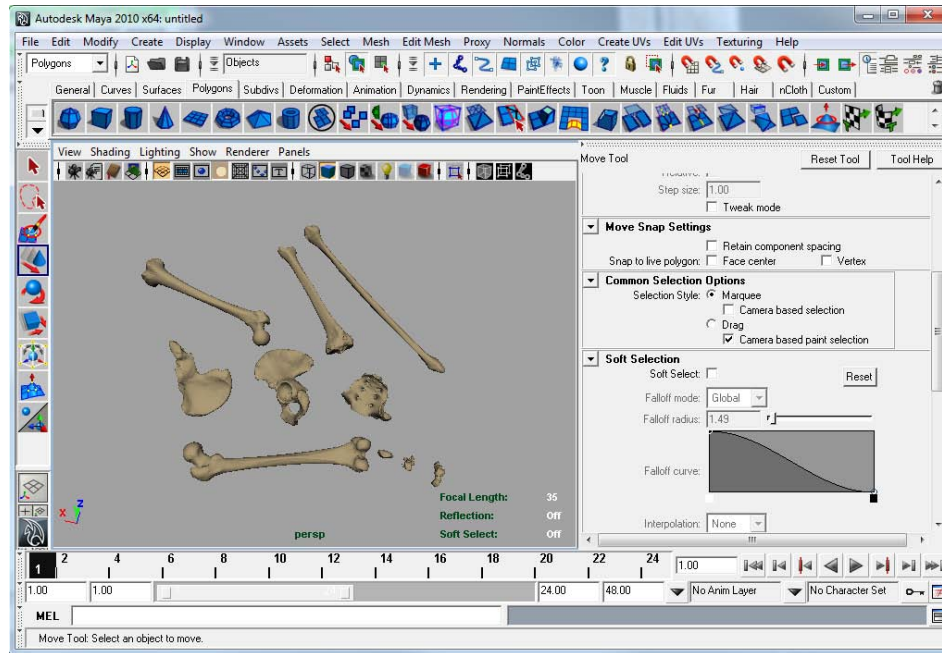 Autodesk Maya 2010 x64: untitled
File Edit Modify Create Display Window Assets Select Mesh Edit Mesh Proxy Normals Color Create UVs Edit UVs Texturing Help
Polygons Objects
General Curves Surfaces Polygons Subdivs Deformation Animation Dynamics Rendering PaintEffects Toon Muscle Fluids Fur Hair nCloth Custom
View Shading Lighting Show Renderer Panels
Move Tool Reset Tool Tool Help
Step size: 1.00
Tweak mode
Move Snap Settings
Retain component spacing
Snap to live polygon: Face center Vertex
Common Selection Options
Selection Style: Marquee
Camera based selection
Drag
Camera based paint selection
Soft Selection
Soft Select: Reset
Falloff mode: Global
Falloff radius: 1.49
Falloff curve:
Interpolation: None
Focal Length: 35
Reflection: Off
Soft Select: Off
x z
persp
1 2 4 6 8 10 12 14 16 18 20 22 24 1.00
1.00 1.00 24.00 48.00 No Anim Layer No Character Set
MEL
Move Tool: Select an object to move.